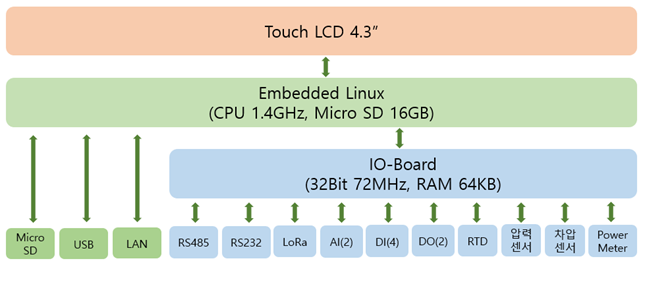 Touch LCD 4.3”
Embedded Linux
(CPU 1.4GHz, Micro SD 16GB)
IO-Board
(32Bit 72MHz, RAM 64KB)
Micro
SD
USB
LAN
RS485
RS232
LoRa
AI(2)
DI(4)
DO(2)
RTD
압력
센서
차압
센서
Power
Meter